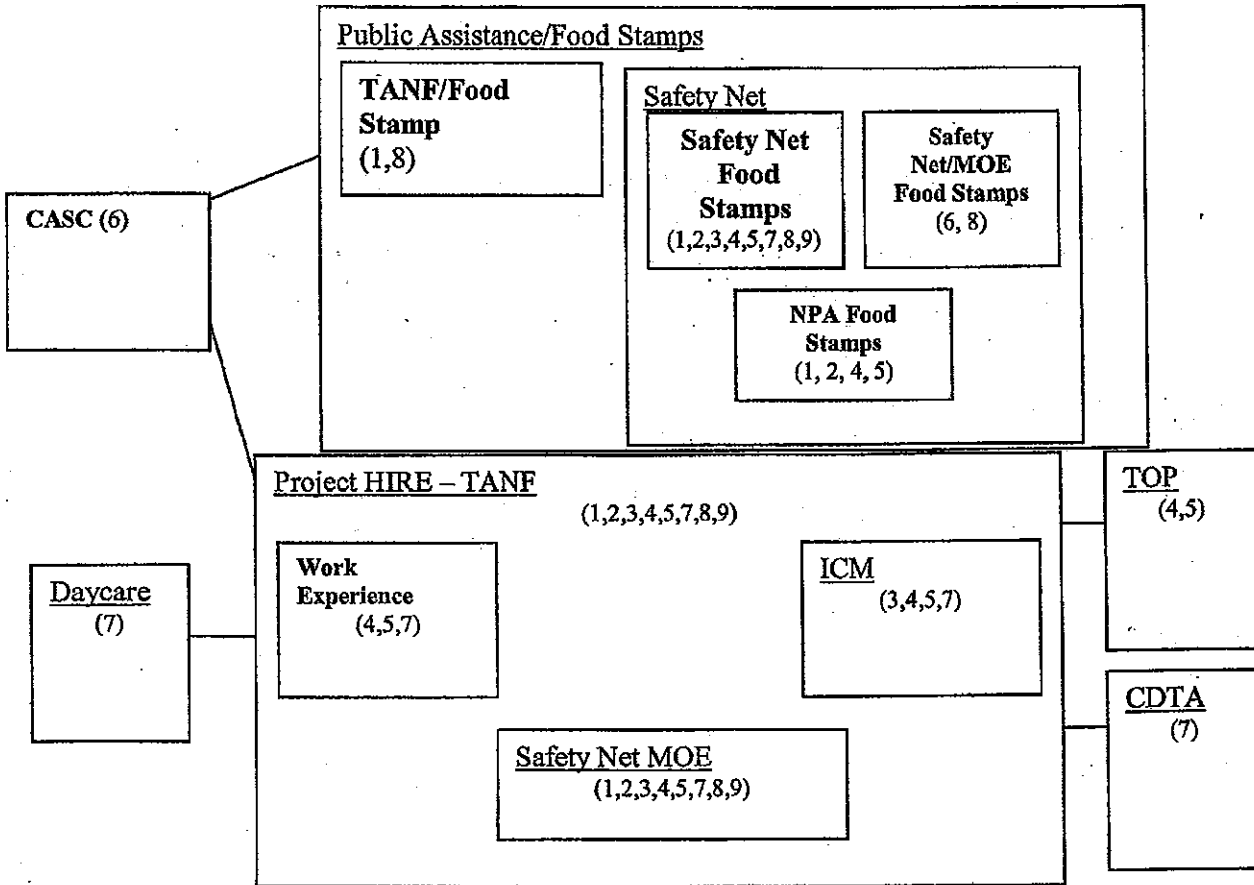 Public Assistance/Food Stamps
TANF/Food
Stamp
(1,8)
Safety Net
Safety Net
Food
Stamps
(1,2,3,4,5,7,8,9)
Safety
Net/MOE
Food Stamps
(6, 8)
NPA Food
Stamps
(1, 2, 4, 5)
CASC (6)
Project HIRE – TANF
(1,2,3,4,5,7,8,9)
Work
Experience
(4,5,7)
ICM
(3,4,5,7)
Safety Net MOE
(1,2,3,4,5,7,8,9)
Daycare
(7)
TOP
(4,5)
CDTA
(7)